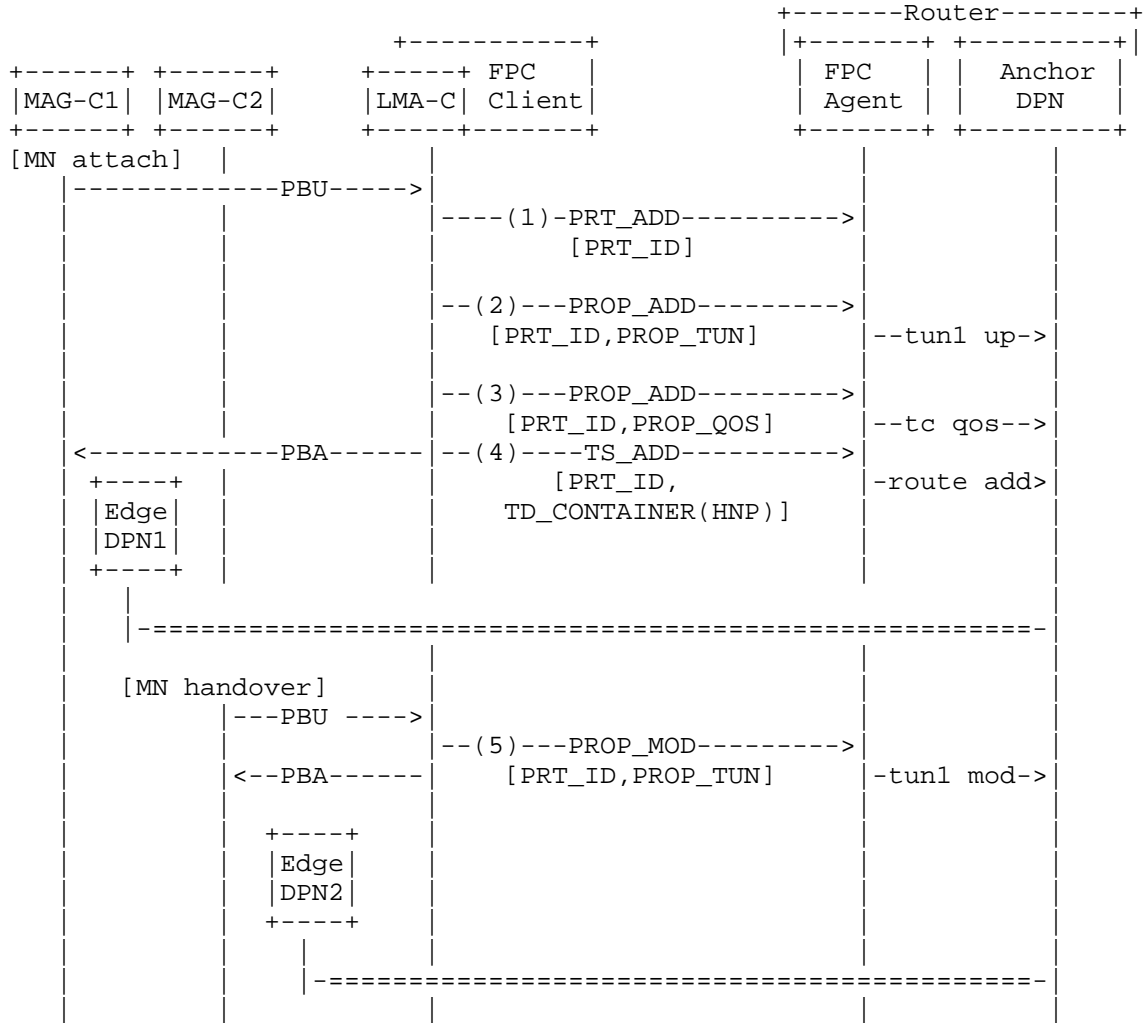 Router
FPC FPC Anchor
MAG-C1 MAG-C2 LMA-C Client Agent DPN
[MN attach]
PBU
(1)-PRT_ADD
[PRT_ID]
(2)---PROP_ADD
[PRT_ID,PROP_TUN] tun1 up
(3)---PROP_ADD
[PRT_ID,PROP_QOS] tc qos
PBA (4)----TS_ADD
[PRT_ID, route add
Edge TD_CONTAINER(HNP)]
DPN1
[MN handover]
PBU
(5)---PROP_MOD
PBA [PRT_ID,PROP_TUN] tun1 mod
Edge
DPN2